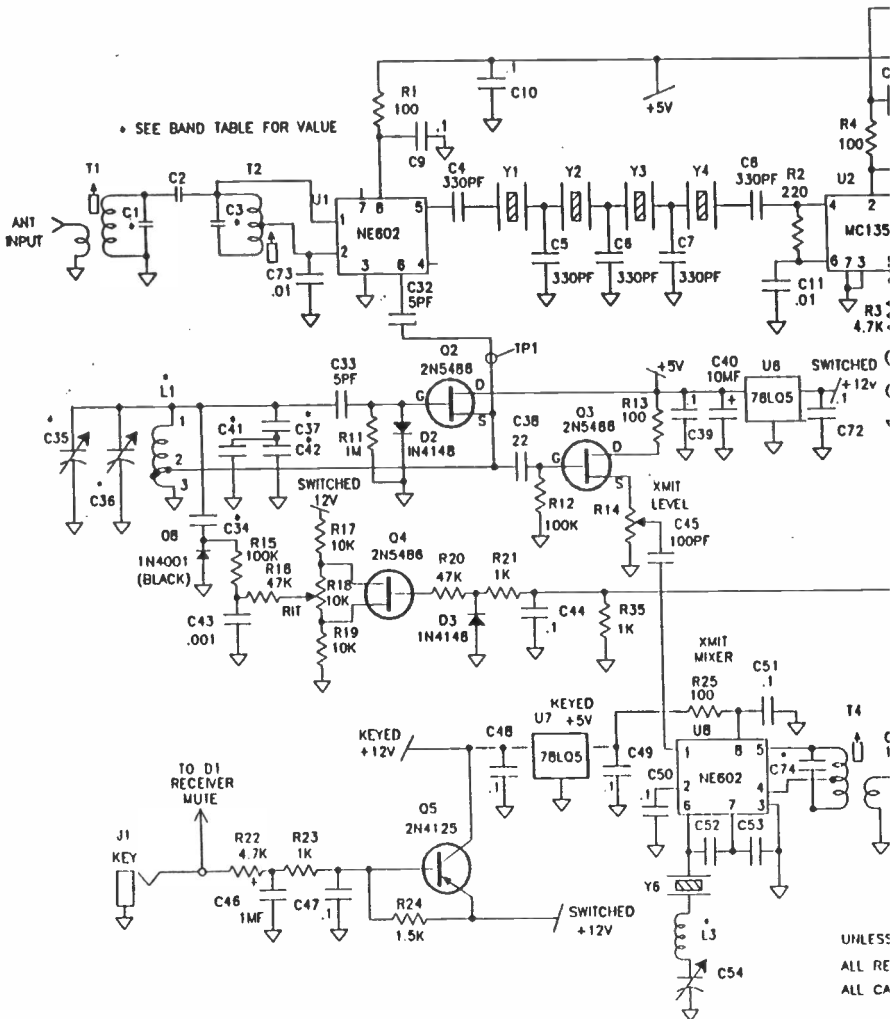 .1
C10
+5V
R1
100
* SEE BAND TABLE FOR VALUE
.1
C9
R4
100
T1
C2
T2
U1
C4
330PF
Y1
Y2
Y3
Y4
C8
330PF
R2
220
U2
ANT
INPUT
C1
*
C3
*
7
8
5
1
NE602
2
3
6
4
4
2
MC135
6
7
3
C73
.01
C5
330PF
C6
330PF
C7
330PF
C11
.01
R3
4.7K
C32
5PF
TP1
Q2
2N5486
*
L1
C33
5PF
G
D
S
+5V
C40
10MF
+
U6
78L05
SWITCHED
+12v
.1
C72
R13
100
.1
C39
C38
22
Q3
2N5486
G
D
S
*
C35
*
C36
1
2
3
*
C41
*
C37
*
C42
R11
1M
D2
1N4148
R12
100K
XMIT
LEVEL
R14
C45
100PF
SWITCHED
12V
*
C34
D8
1N4001
(BLACK)
R15
100K
R16
47K
RIT
R17
10K
R18
10K
R19
10K
Q4
2N5486
R20
47K
R21
1K
C43
.001
D3
1N4148
C44
.1
R35
1K
XMIT
MIXER
R25
100
C51
.1
KEYED
+12V
C48
.1
U7
78L05
KEYED
+5V
C49
.1
U8
NE602
1
8
5
2
4
6
7
3
C50
.1
*
C74
T4
TO D1
RECEIVER
MUTE
Q5
2N4125
C52
C53
J1
KEY
R22
4.7K
R23
1K
+
C46
1MF
C47
.1
R24
1.5K
SWITCHED
+12V
Y6
*
L3
C54
UNLESS
ALL RE
ALL CA